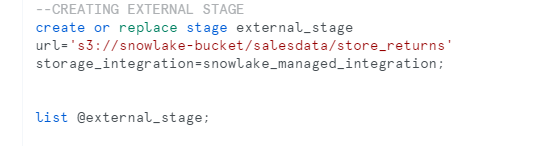 --CREATING EXTERNAL STAGE
create or replace stage external_stage
url='s3://snowlake-bucket/salesdata/store_returns'
storage_integration=snowlake_managed_integration;
list @external_stage;